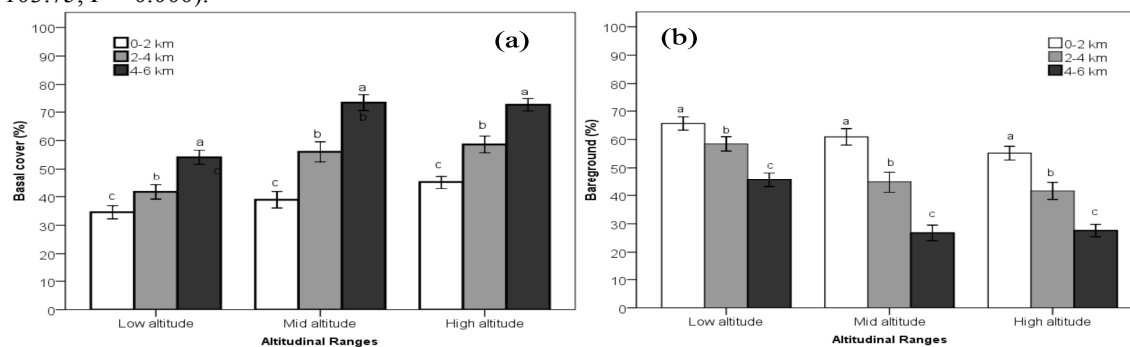 103.75, P = 0.000).
(a)
0-2 km
2-4 km
4-6 km
Basal cover (%)
100
90
80
70
60
50
40
30
20
10
0
c
b
a
c
c
b
a
b
c
b
a
Low altitude
Mid altitude
High altitude
Altitudinal Ranges
(b)
0-2 km
2-4 km
4-6 km
Bareground (%)
100
90
80
70
60
50
40
30
20
10
0
a
b
c
a
b
c
a
b
c
Low altitude
Mid altitude
High altitude
Altitudinal Ranges